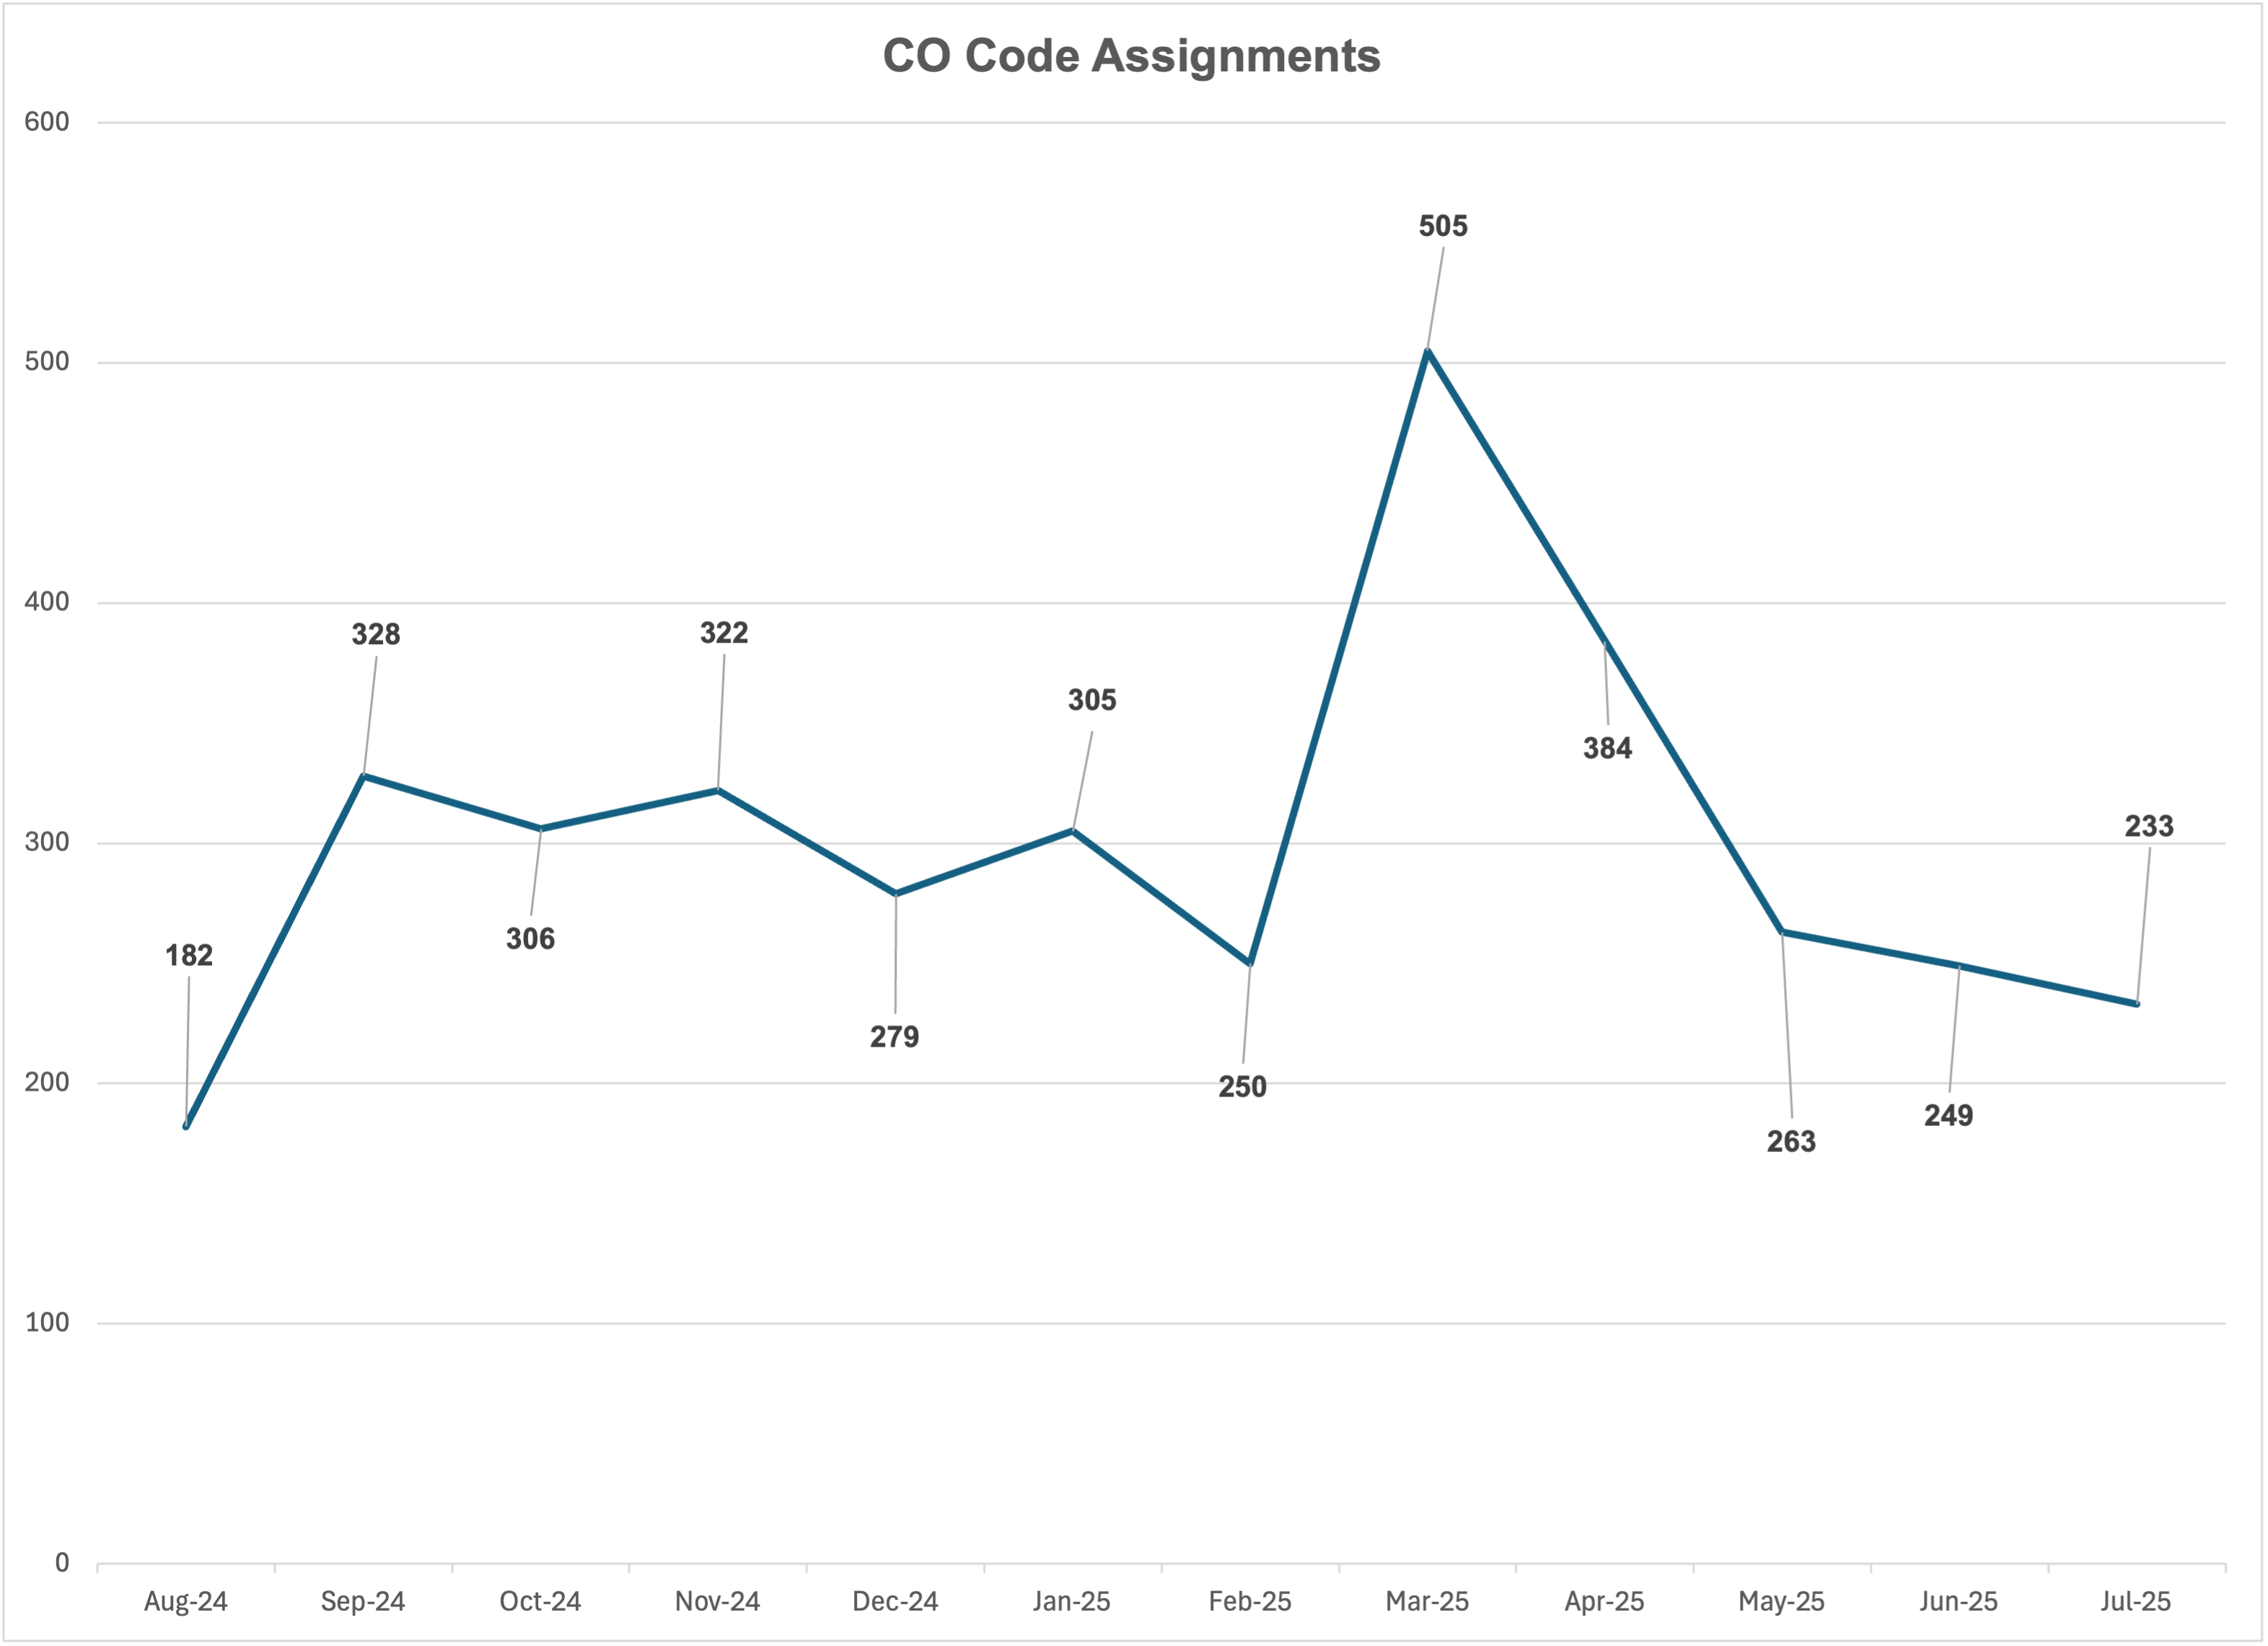 CO Code Assignments
600
500
400
300
200
100
0
182
328
306
322
279
305
250
505
384
263
249
233
Aug-24
Sep-24
Oct-24
Nov-24
Dec-24
Jan-25
Feb-25
Mar-25
Apr-25
May-25
Jun-25
Jul-25